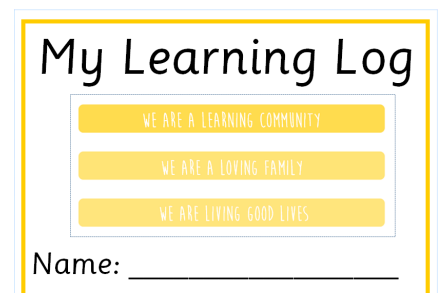 My Learning Log
WE ARE A LEARNING COMMUNITY
WE ARE A LOVING FAMILY
WE ARE LIVING GOOD LIVES
Name: ___________________